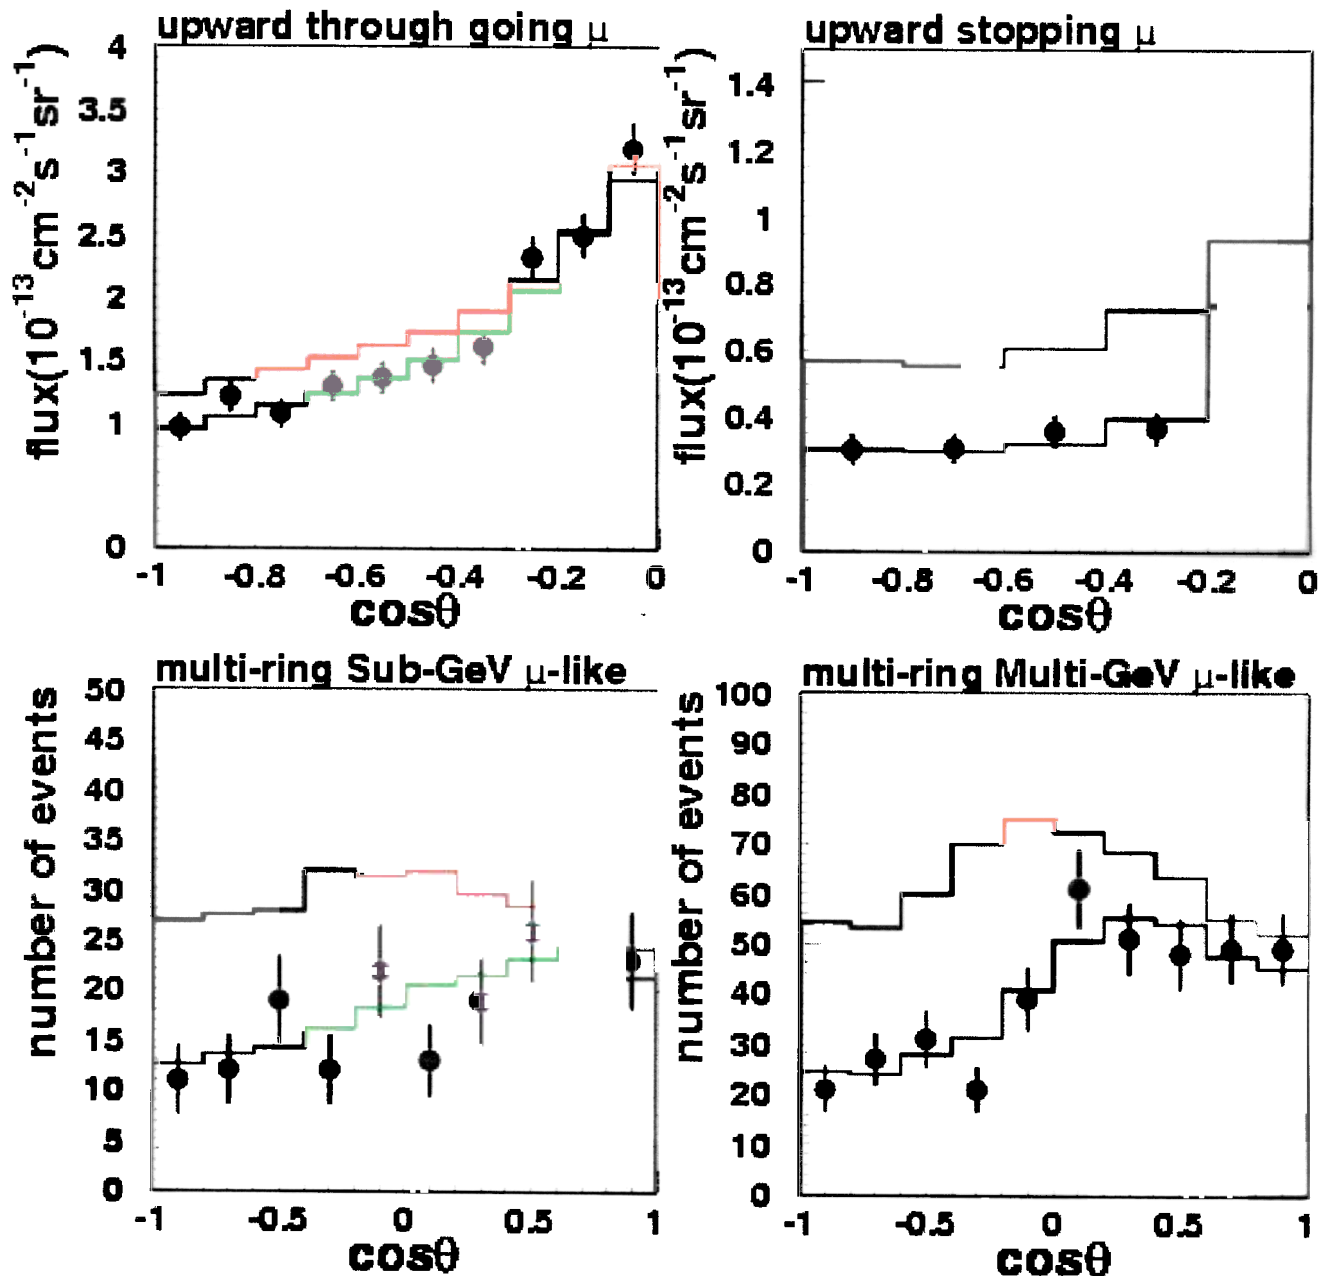 upward through going μ
flux(10⁻¹³cm⁻²s⁻¹sr⁻¹)
4
3.5
3
2.5
2
1.5
1
0
-1 -0.8 -0.6 -0.4 -0.2 0
cosθ
upward stopping μ
flux(10⁻¹³cm⁻²s⁻¹sr⁻¹)
1.4
1.2
1
0.8
0.6
0.4
0.2
0
-1 -0.8 -0.6 -0.4 -0.2 0
cosθ
multi-ring Sub-GeV μ-like
number of events
50
45
40
35
30
25
20
15
10
5
0
-1 -0.5 0 0.5 1
cosθ
multi-ring Multi-GeV μ-like
number of events
100
90
80
70
60
50
40
30
20
10
0
-1 -0.5 0 0.5 1
cosθ